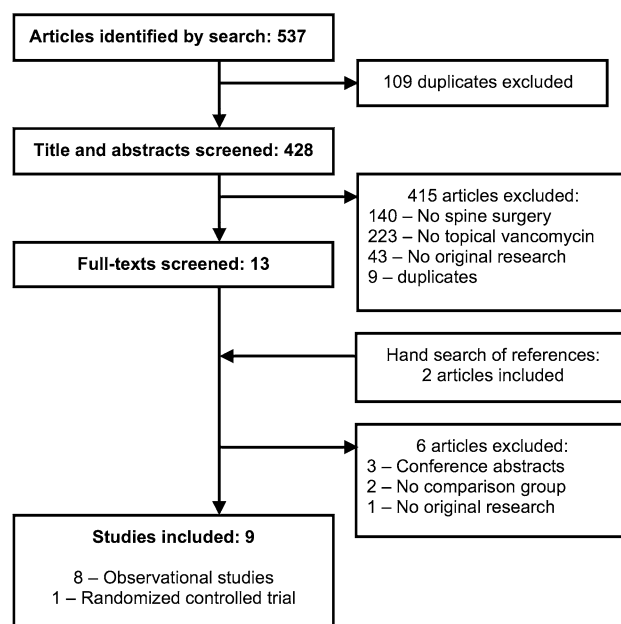 Articles identified by search: 537
109 duplicates excluded
Title and abstracts screened: 428
415 articles excluded:
140 – No spine surgery
223 – No topical vancomycin
43 – No original research
9 – duplicates
Full-texts screened: 13
Hand search of references:
2 articles included
6 articles excluded:
3 – Conference abstracts
2 – No comparison group
1 – No original research
Studies included: 9
8 – Observational studies
1 – Randomized controlled trial